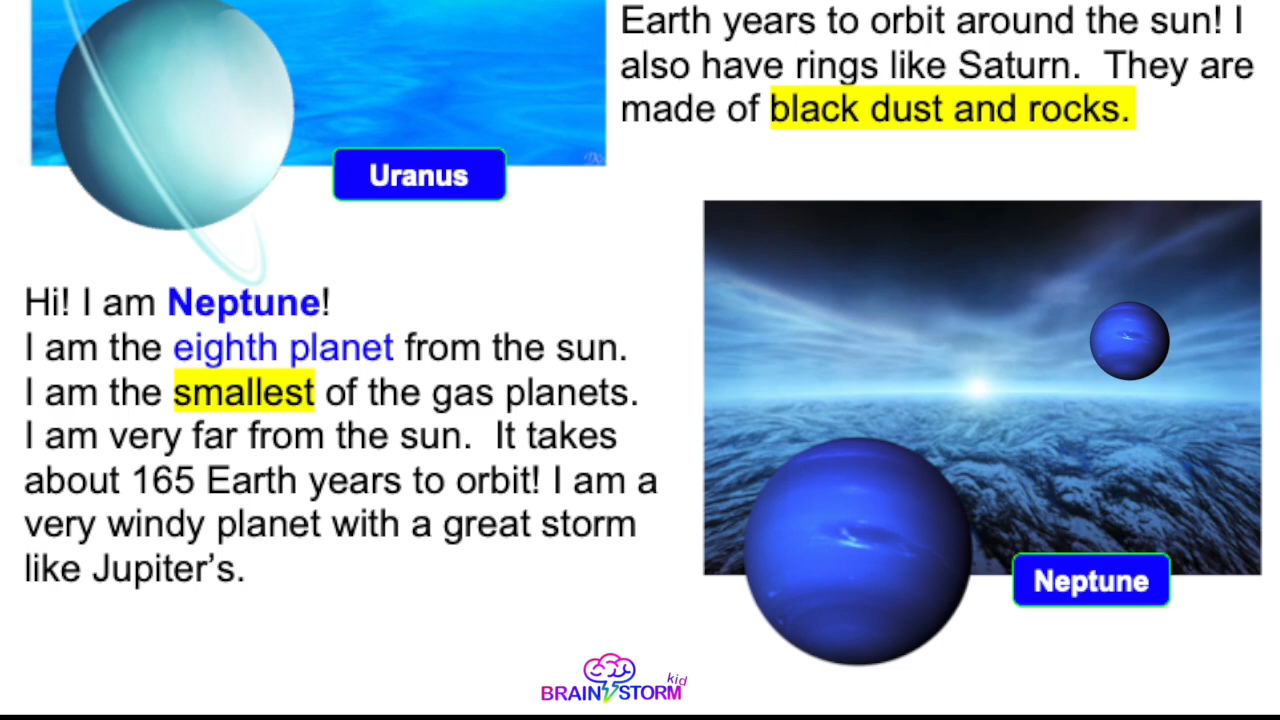 Earth years to orbit around the sun! I
also have rings like Saturn. They are
made of black dust and rocks.
Uranus
Hi! I am Neptune!
I am the eighth planet from the sun.
I am the smallest of the gas planets.
I am very far from the sun. It takes
about 165 Earth years to orbit! I am a
very windy planet with a great storm
like Jupiter's.
Neptune
BRAIN STORM kid